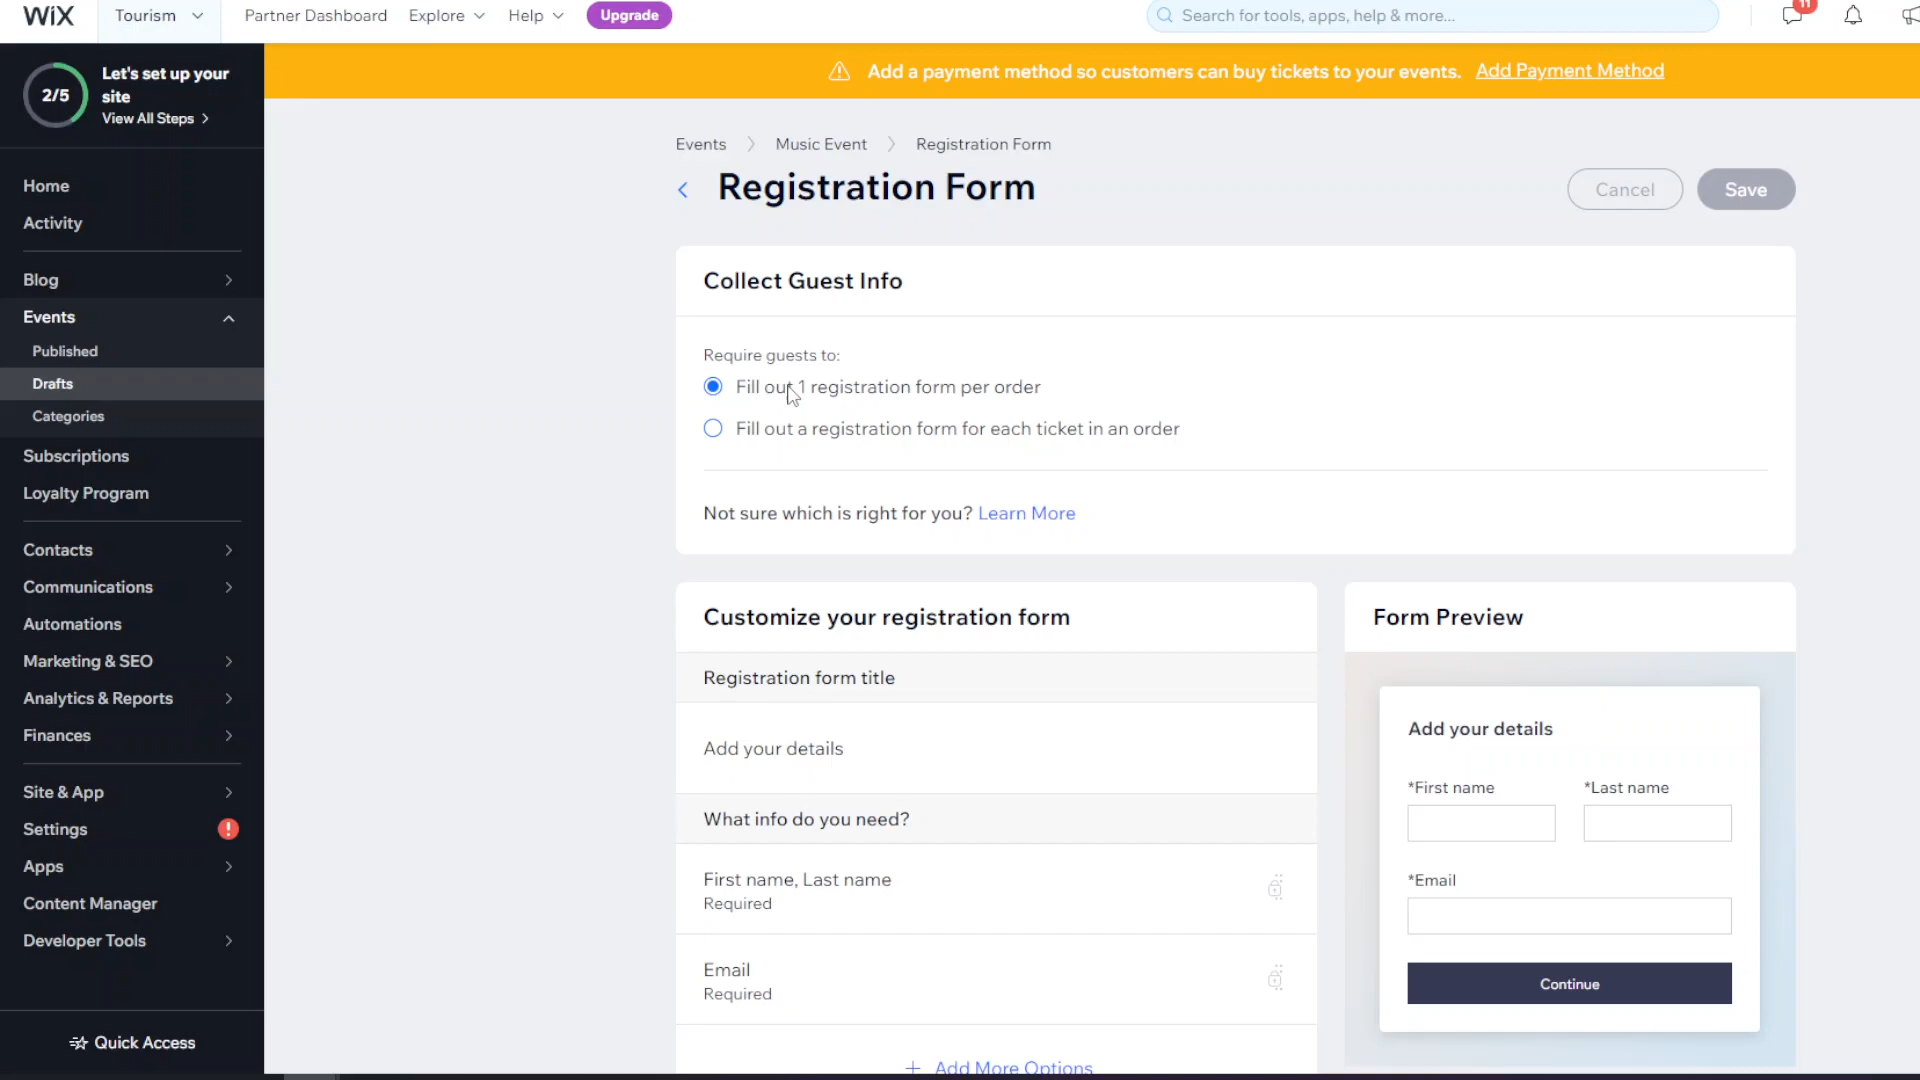 WiX
Tourism
Partner Dashboard
Explore
Help
Upgrade
Search for tools, apps, help & more...
11
2/5
Let's set up your
site
View All Steps
Add a payment method so customers can buy tickets to your events. Add Payment Method
Home
Activity
Blog
Events
Published
Drafts
Categories
Subscriptions
Loyalty Program
Contacts
Communications
Automations
Marketing & SEO
Analytics & Reports
Finances
Site & App
Settings
Apps
Content Manager
Developer Tools
Quick Access
Events > Music Event > Registration Form
Registration Form
Cancel
Save
Collect Guest Info
Require guests to:
Fill out 1 registration form per order
Fill out a registration form for each ticket in an order
Not sure which is right for you? Learn More
Customize your registration form
Registration form title
Add your details
What info do you need?
First name, Last name
Required
Email
Required
+ Add More Options
Form Preview
Add your details
*First name
*Last name
*Email
Continue